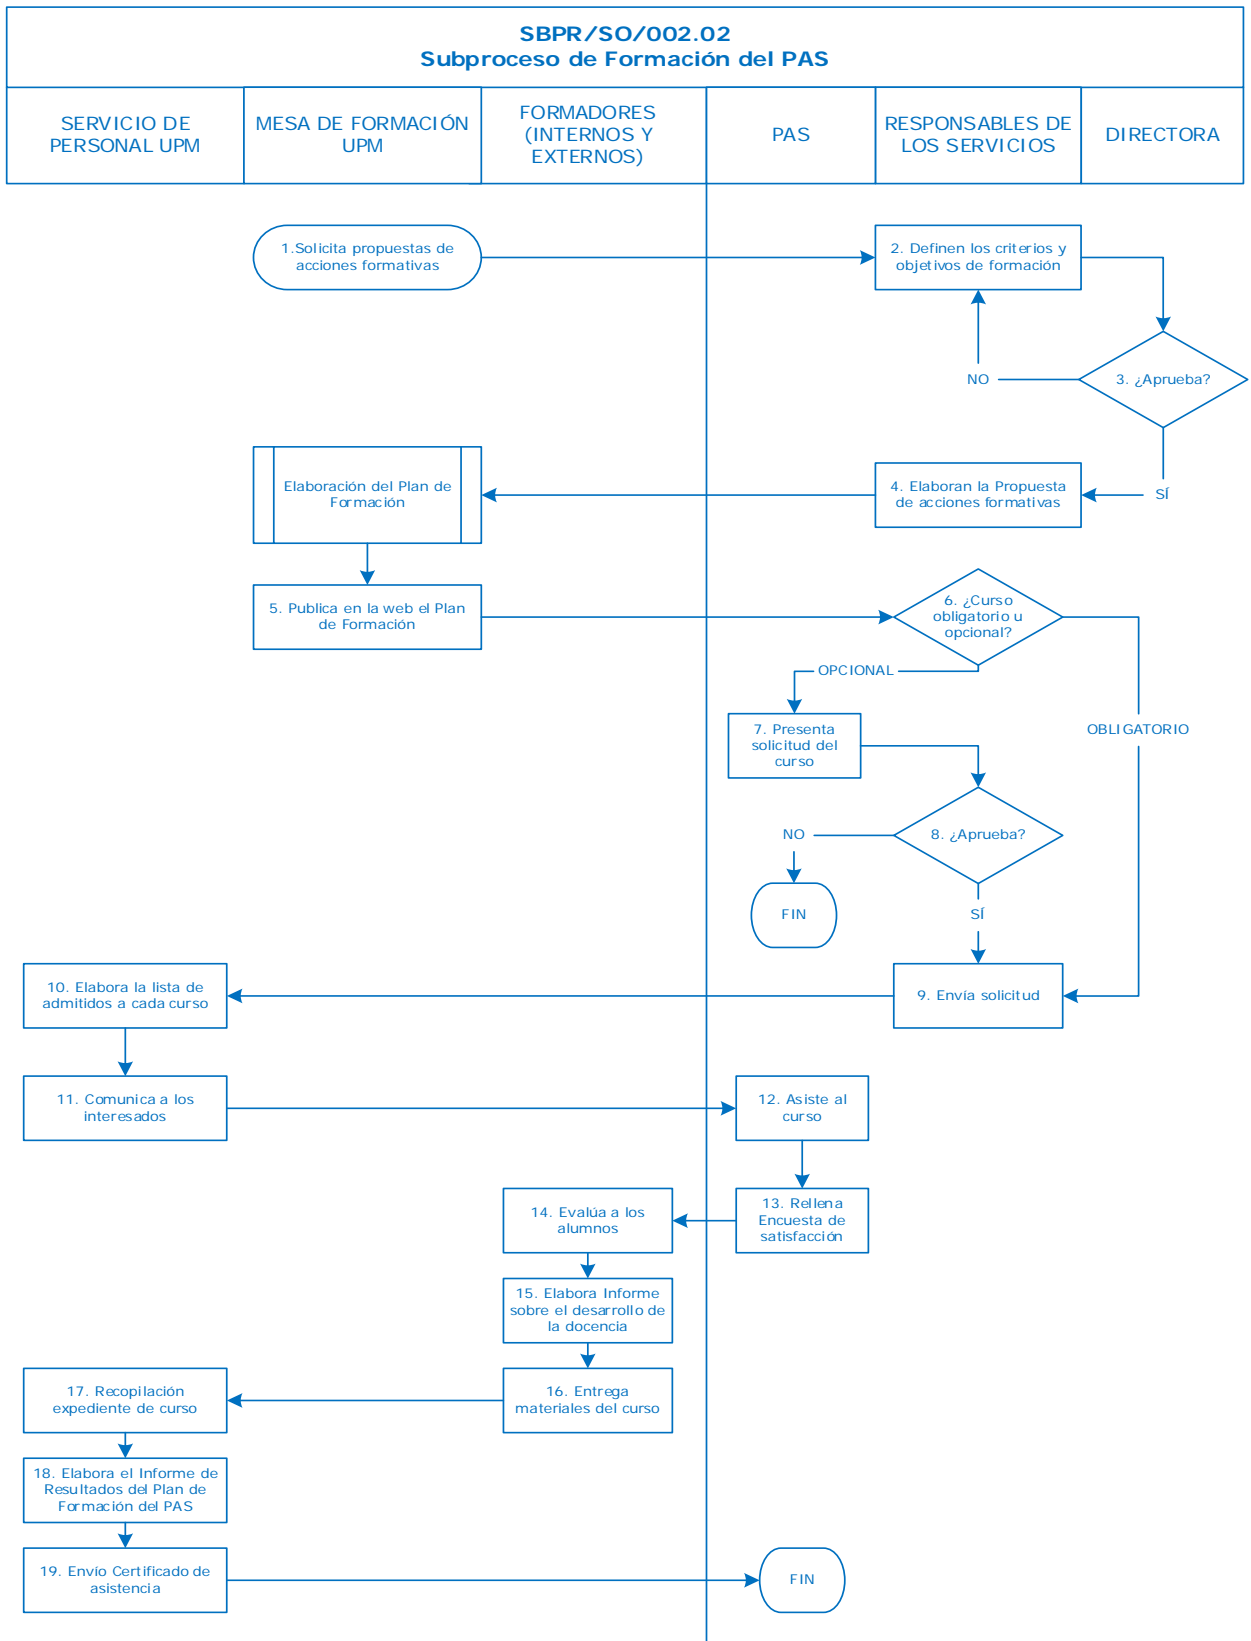 SBPR/SO/002.02
Subproceso de Formación del PAS
SERVICIO DE
PERSONAL UPM
MESA DE FORMACIÓN
UPM
FORMADORES
(INTERNOS Y
EXTERNOS)
PAS
RESPONSABLES DE
LOS SERVICIOS
DIRECTORA
1.Solicita propuestas de
acciones formativas
2. Definen los criterios y
objetivos de formación
3. ¿Aprueba?
NO
SÍ
4. Elaboran la Propuesta
de acciones formativas
Elaboración del Plan de
Formación
5. Publica en la web el Plan
de Formación
6. ¿Curso
obligatorio u
opcional?
OPCIONAL
OBLIGATORIO
7. Presenta
solicitud del
curso
8. ¿Aprueba?
NO
FIN
SÍ
9. Envía solicitud
10. Elabora la lista de
admitidos a cada curso
11. Comunica a los
interesados
12. Asiste al
curso
13. Rellena
Encuesta de
satisfacción
14. Evalúa a los
alumnos
15. Elabora Informe
sobre el desarrollo de
la docencia
16. Entrega
materiales del curso
17. Recopilación
expediente de curso
18. Elabora el Informe de
Resultados del Plan de
Formación del PAS
19. Envío Certificado de
asistencia
FIN